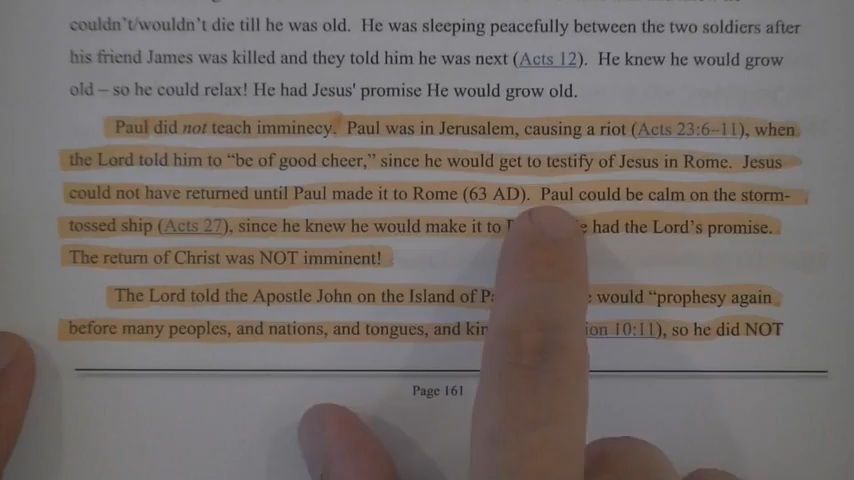 couldn't/wouldn't die till he was old. He was sleeping peacefully between the two soldiers after
his friend James was killed and they told him he was next (Acts 12). He knew he would grow
old – so he could relax! He had Jesus' promise He would grow old.
Paul did not teach imminecy. Paul was in Jerusalem, causing a riot (Acts 23:6–11), when
the Lord told him to “be of good cheer,” since he would get to testify of Jesus in Rome. Jesus
could not have returned until Paul made it to Rome (63 AD). Paul could be calm on the storm-
tossed ship (Acts 27), since he knew he would make it to had the Lord's promise.
The return of Christ was NOT imminent!
The Lord told the Apostle John on the Island of would “prophesy again
before many peoples, and nations, and tongues, and 10:11), so he did NOT
Page 161